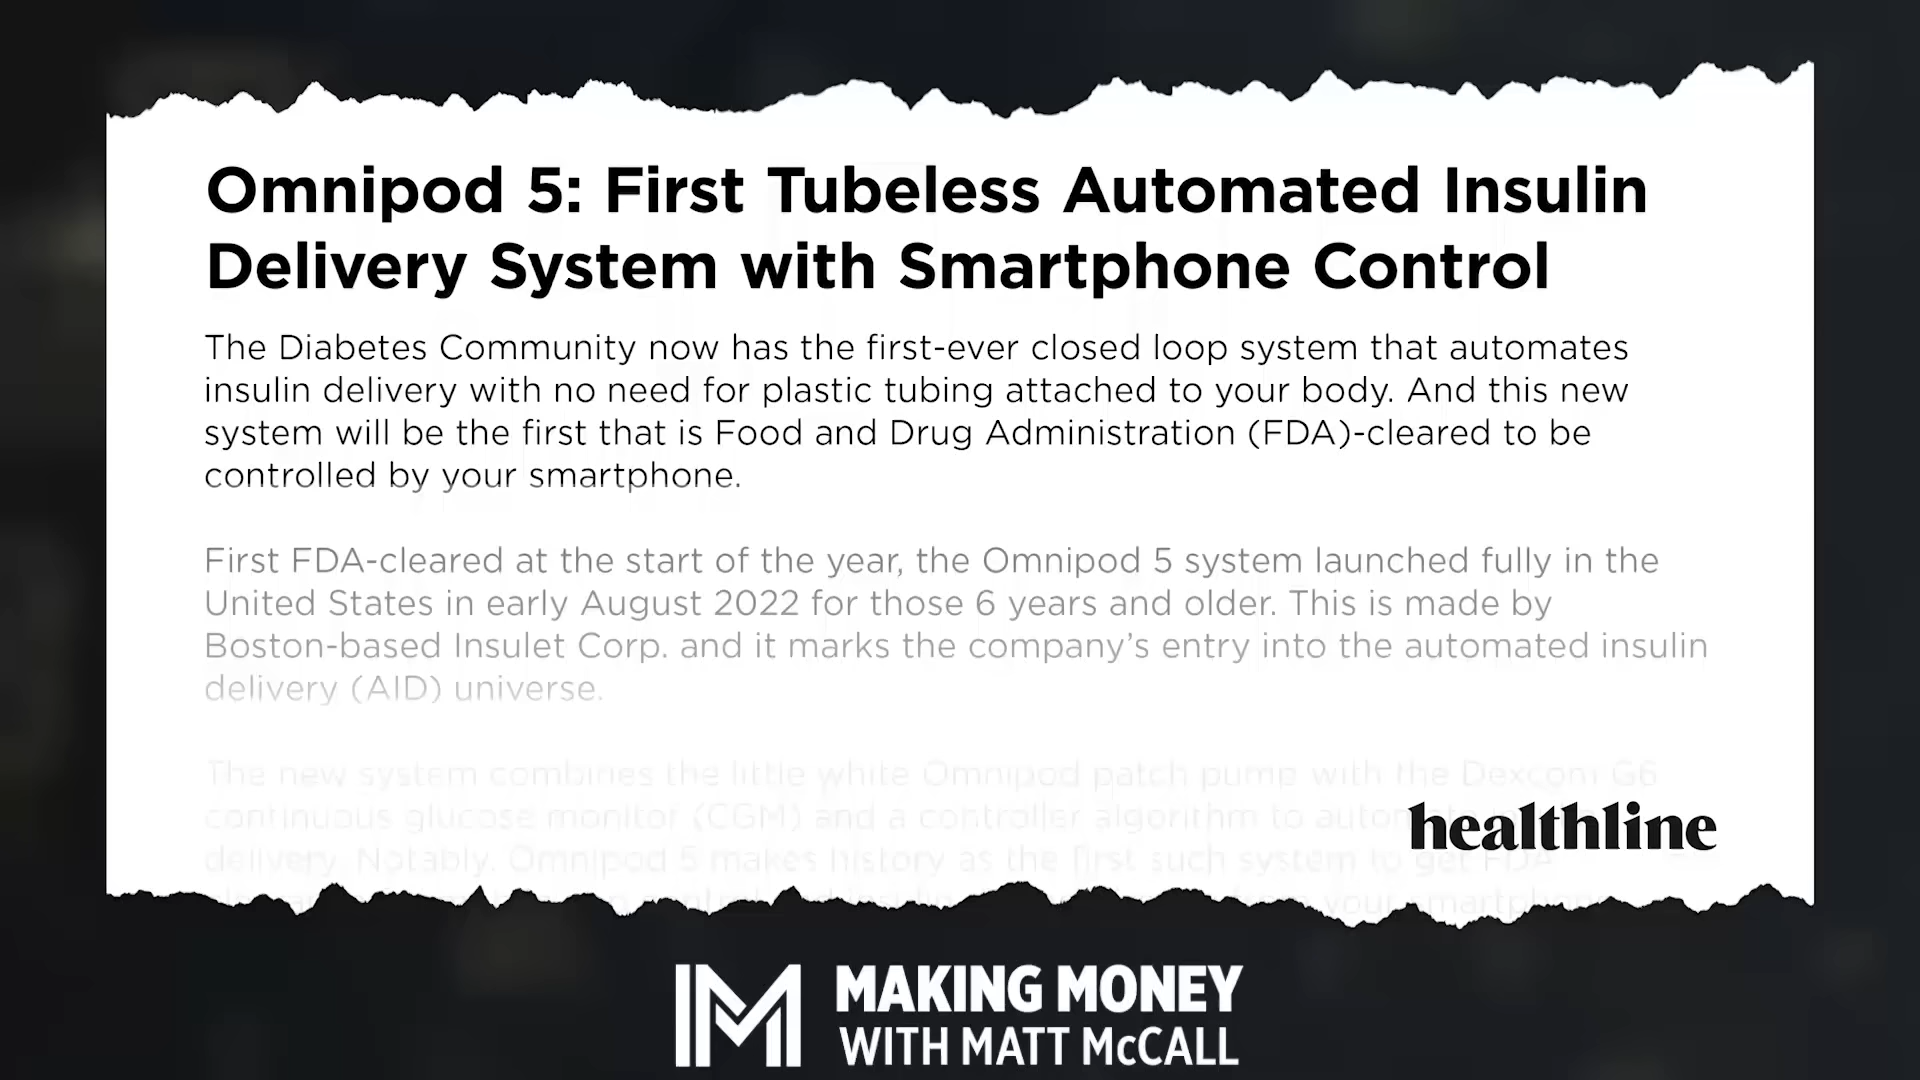 Omnipod 5: First Tubeless Automated Insulin
Delivery System with Smartphone Control
The Diabetes Community now has the first-ever closed loop system that automates
insulin delivery with no need for plastic tubing attached to your body. And this new
system will be the first that is Food and Drug Administration (FDA)-cleared to be
controlled by your smartphone.
First FDA-cleared at the start of the year, the Omnipod 5 system launched fully in the
United States in early August 2022 for those 6 years and older. This is made by
Boston-based Insulet Corp. and it marks the company's entry into the automated insulin
delivery (AID) universe.
The new system combines the little white Omnipod patch pump with the Dexcom G6
continuous glucose monitor (CGM) and a controller algorithm to
delivery. Notably, Omnipod 5 makes history as the first such system to get FDA
from your smartphone
healthline
MAKING MONEY
WITH MATT McCALL